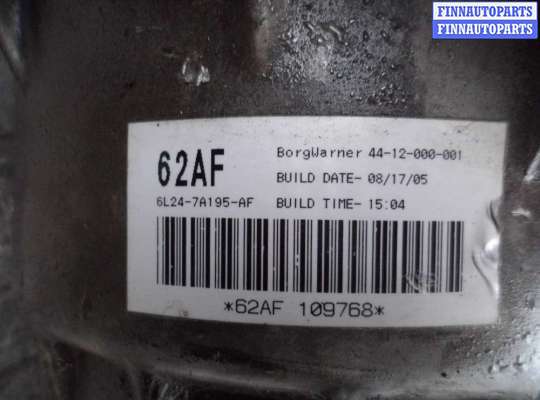 FINNAUTOPARTS
FINNAUTOPARTS
62AF
BorgWarner 44-12-000-001
BUILD DATE- 08/17/05
6L24-7A195-AF
BUILD TIME- 15:04
*62AF 109768*